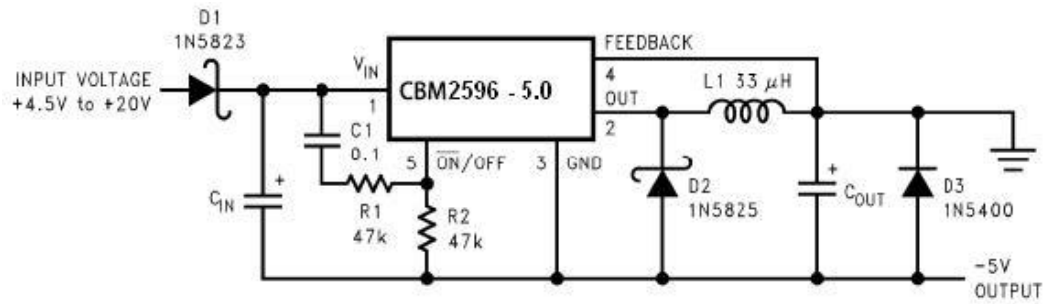 D1
1N5823
INPUT VOLTAGE
+4.5V to +20V
VIN
1
CBM2596 - 5.0
FEEDBACK
4
OUT
2
L1 33 μH
C1
0.1
5
ON/OFF
3
GND
CIN
+
R1
47k
R2
47k
D2
1N5825
+
COUT
D3
1N5400
-5V
OUTPUT